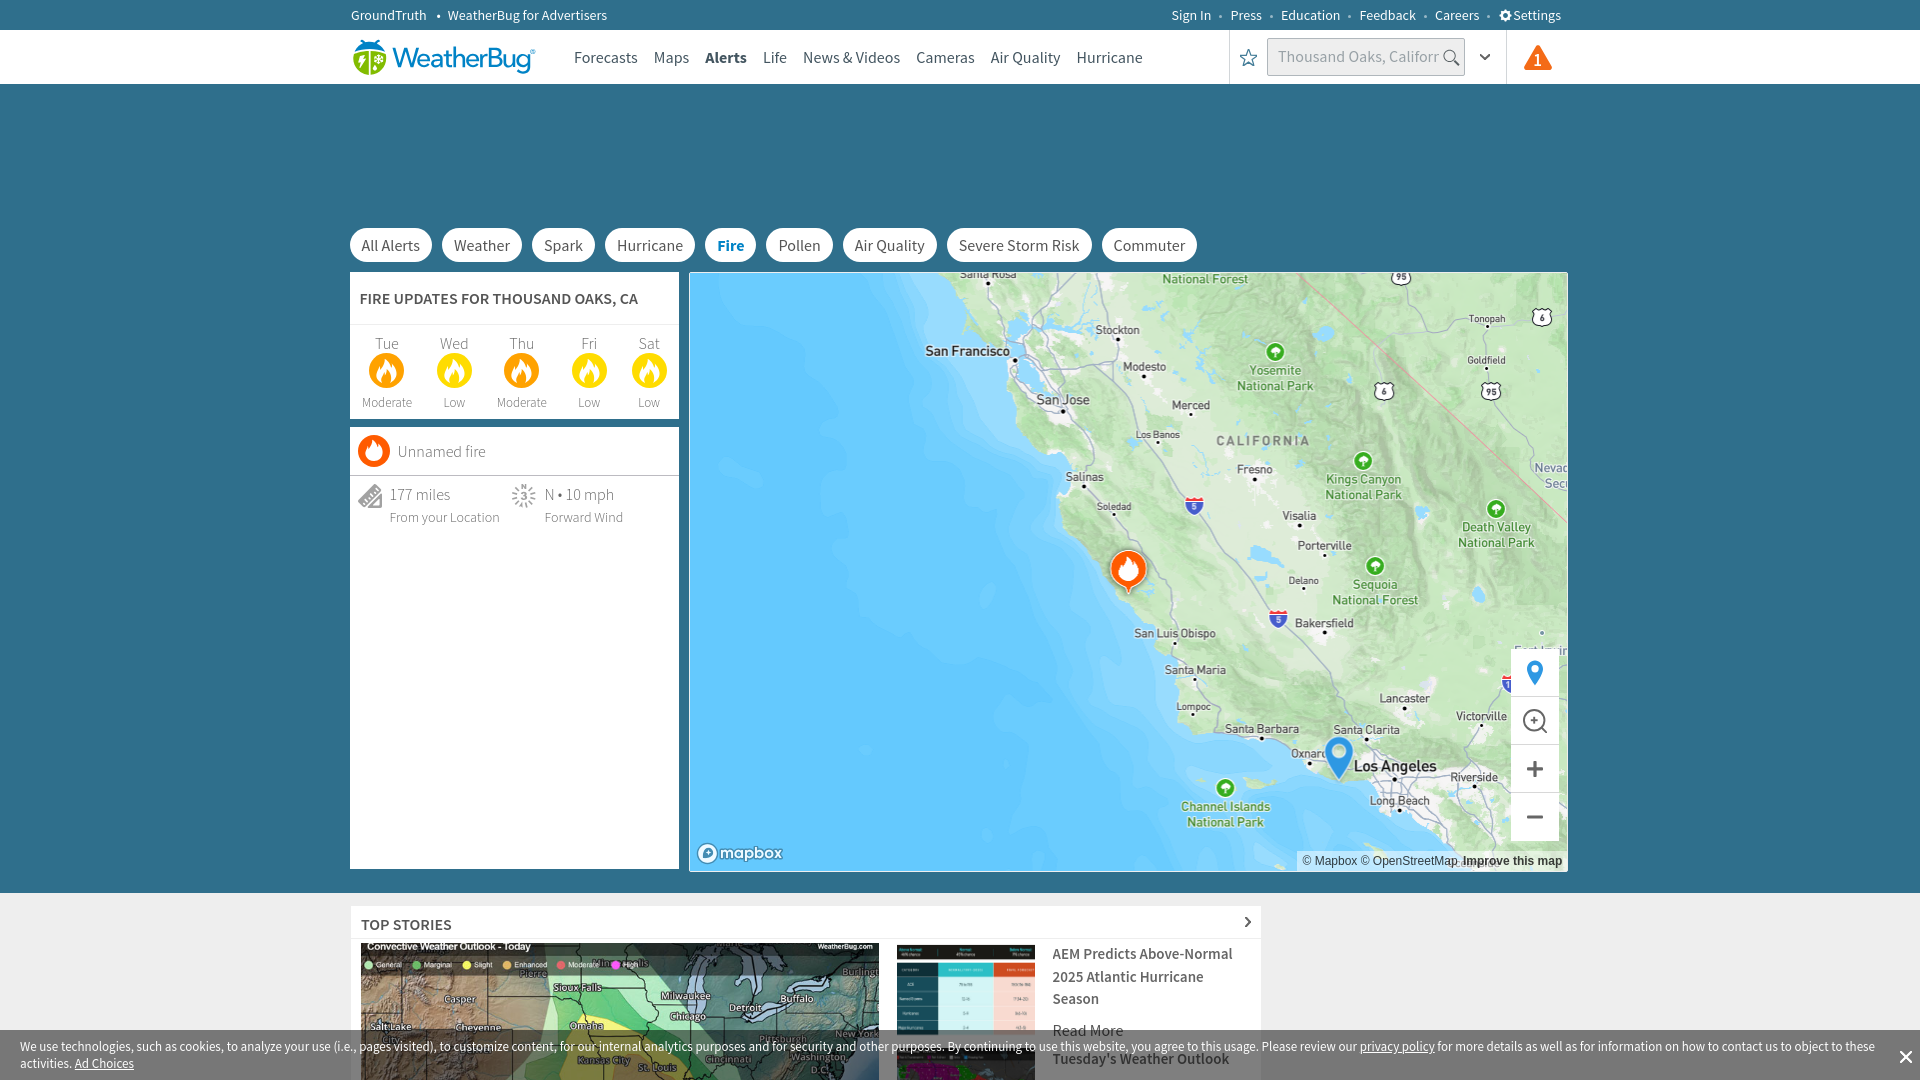 GroundTruth • WeatherBug for Advertisers
Sign In • Press • Education • Feedback • Careers • Settings
WeatherBug
Forecasts Maps Alerts Life News & Videos Cameras Air Quality Hurricane
Thousand Oaks, Californ
1
All Alerts Weather Spark Hurricane Fire Pollen Air Quality Severe Storm Risk Commuter
FIRE UPDATES FOR THOUSAND OAKS, CA
Tue Wed Thu Fri Sat
Moderate Low Moderate Low Low
Unnamed fire
177 miles
From your Location
N
3
N • 10 mph
Forward Wind
Santa Rosa
National Forest
95
Tonopah
6
Stockton
San Francisco
Goldfield
Modesto
Yosemite
National Park
6
95
San Jose
Merced
Los Banos
CALIFORNIA
Fresno
Salinas
Kings Canyon
National Park
Nevad
Secu
Soledad
5
Visalia
Death Valley
National Park
Porterville
Delano
Sequoia
National Forest
5
Bakersfield
San Luis Obispo
Santa Maria
Lompoc
Lancaster
Victorville
Santa Barbara
Santa Clarita
Oxnard
Los Angeles
Riverside
Long Beach
Channel Islands
National Park
mapbox
© Mapbox © OpenStreetMap Improve this map
TOP STORIES
Convective Weather Outlook - Today
WeatherBug.com
General Marginal Slight Enhanced Moderate High
Minneapolis
Pierre
Burlingt
Sioux Falls
Casper
Milwaukee
Buffalo
Detroit
Chicago
Salt Lake
City
Cheyenne
Omaha
New York
Pittsburgh
Kansas City
Cincinnati
Washington,
D.C.
St. Louis
AEM Predicts Above-Normal
2025 Atlantic Hurricane
Season
Read More
Tuesday's Weather Outlook
We use technologies, such as cookies, to analyze your use (i.e., pages visited), to customize content, for our internal analytics purposes and for security and other purposes. By continuing to use this website, you agree to this usage. Please review our privacy policy for more details as well as for information on how to contact us to object to these
activities. Ad Choices